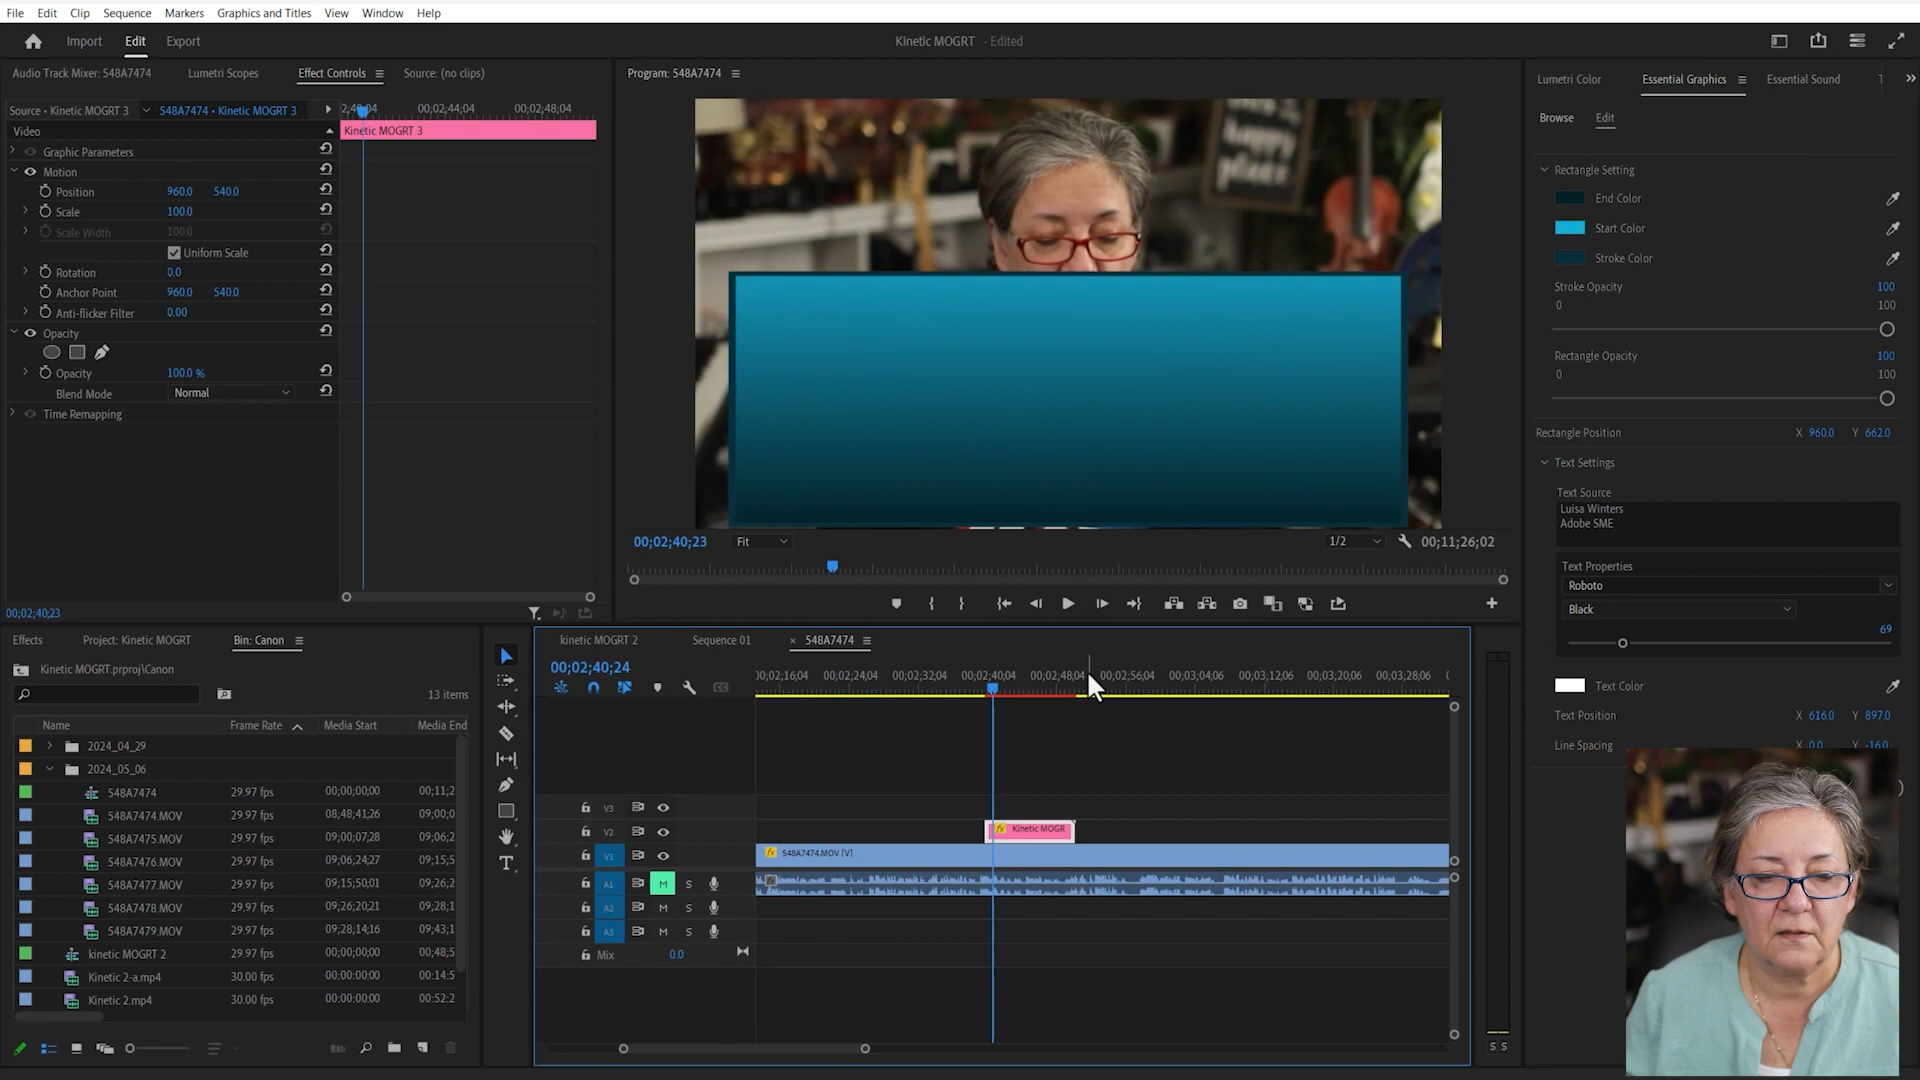 File Edit Clip Sequence Markers Graphics and Titles View Window Help
Import Edit Export Kinetic MOGRT - Edited
Audio Track Mixer: 548A7474 Lumetri Scopes Effect Controls Source: (no clips)
Source • Kinetic MOGRT 3 548A7474 • Kinetic MOGRT 3 00;02;44;04 00;02;48;04
Video Kinetic MOGRT 3
Graphic Parameters
Motion
Position 960.0 540.0
Scale 100.0
Scale Width 100.0
Uniform Scale
Rotation 0.0
Anchor Point 960.0 540.0
Anti-flicker Filter 0.00
Opacity
Opacity 100.0 %
Blend Mode Normal
Time Remapping
00;02;40;23
Program: 548A7474
happy
place.
00;02;40;23 Fit 1/2 00;11;26;02
Lumetri Color Essential Graphics Essential Sound
Browse Edit
Rectangle Setting
End Color
Start Color
Stroke Color
Stroke Opacity 100
0 100
Rectangle Opacity 100
0 100
Rectangle Position X 960.0 Y 662.0
Text Settings
Text Source
Luisa Winters
Adobe SME
Text Properties
Roboto
Black
69
Text Color
Text Position X 616.0 Y 897.0
Line Spacing X 0.0 Y -16.0
Effects Project: Kinetic MOGRT Bin: Canon
Kinetic MOGRT.prproj\Canon
13 items
Name Frame Rate Media Start Media End
2024_04_29
2024_05_06
548A7474 29.97 fps 00;00;00;00 00;11;2
548A7474.MOV 29.97 fps 08;48;41;26 09;00;0
548A7475.MOV 29.97 fps 09;00;07;28 09;06;2
548A7476.MOV 29.97 fps 09;06;24;27 09;15;5
548A7477.MOV 29.97 fps 09;15;50;01 09;26;2
548A7478.MOV 29.97 fps 09;26;20;21 09;28;1
548A7479.MOV 29.97 fps 09;28;14;16 09;43;1
kinetic MOGRT 2 29.97 fps 00;00;00;00 00;48;5
Kinetic 2-a.mp4 30.00 fps 00:00:00:00 00:14:5
Kinetic 2.mp4 30.00 fps 00:00:00:00 00:52:2
kinetic MOGRT 2 Sequence 01 × 548A7474
00;02;40;24
00;02;16;04 00;02;24;04 00;02;32;04 00;02;40;04 00;02;48;04 00;02;56;04 00;03;04;06 00;03;12;06 00;03;20;06 00;03;28;06
V3
V2 fx Kinetic MOGR
V1 fx 548A7474.MOV [V]
A1 M S
A2 M S
A3 M S
Mix 0.0
S S